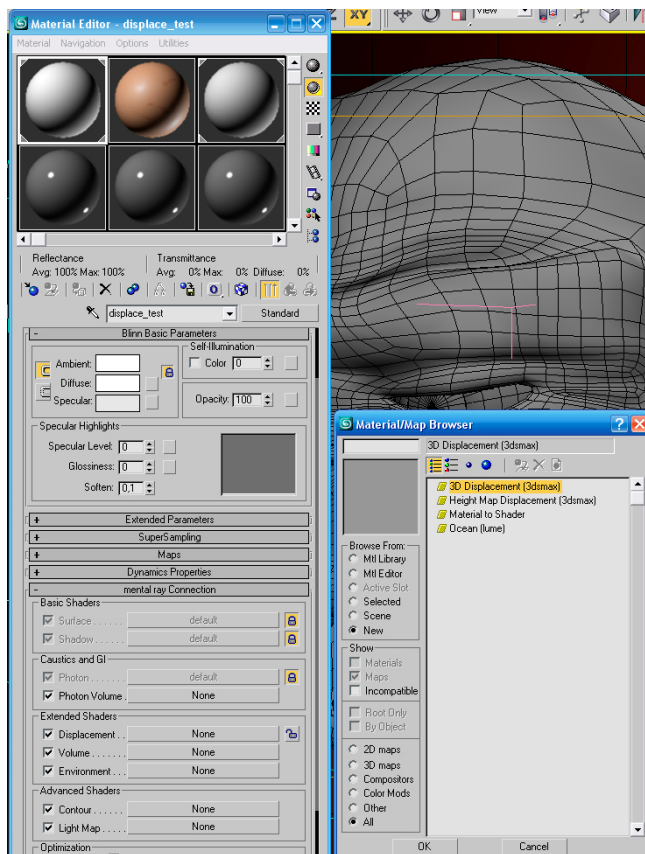 Material Editor - displace_test
Material Navigation Options Utilities
XY
View
Reflectance
Avg: 100% Max: 100%
Transmittance
Avg: 0% Max: 0% Diffuse: 0%
displace_test
Standard
- Blinn Basic Parameters
Ambient:
Diffuse:
Specular:
Self-Illumination
Color 0
Opacity: 100
Specular Highlights
Specular Level: 0
Glossiness: 0
Soften: 0,1
+ Extended Parameters
+ SuperSampling
+ Maps
+ Dynamics Properties
- mental ray Connection
Basic Shaders
Surface . . . . . . default
Shadow . . . . . . default
Caustics and GI
Photon . . . . . . . default
Photon Volume . None
Extended Shaders
Displacement . . None
Volume . . . . . . . None
Environment . . . None
Advanced Shaders
Contour . . . . . . None
Light Map . . . . . None
Optimization
Material/Map Browser
3D Displacement (3dsmax)
3D Displacement (3dsmax)
Height Map Displacement (3dsmax)
Material to Shader
Ocean (lume)
Browse From:
Mtl Library
Mtl Editor
Active Slot
Selected
Scene
New
Show
Materials
Maps
Incompatible
Root Only
By Object
2D maps
3D maps
Compositors
Color Mods
Other
All
OK
Cancel